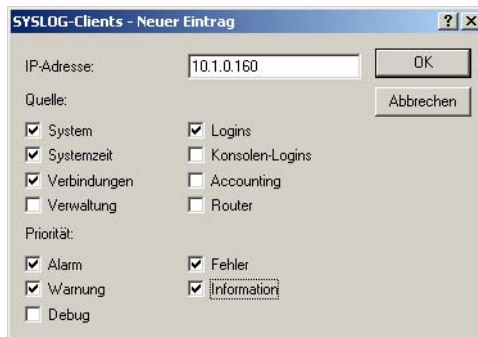 SYSLOG-Clients - Neuer Eintrag
IP-Adresse: 10.1.0.160 OK
Quelle: Abbrechen
System Logins
Systemzeit Konsolen-Logins
Verbindungen Accounting
Verwaltung Router
Priorität:
Alarm Fehler
Warnung Information
Debug